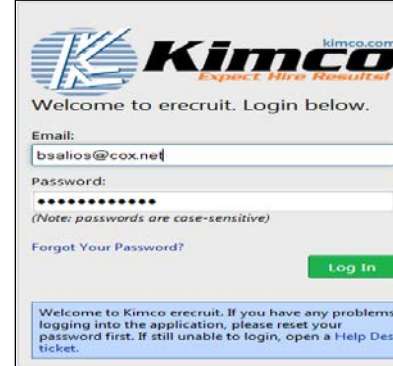 kimco.com
Kimco
Expect Hire Results!
Welcome to erecruit. Login below.
Email:
bsalios@cox.net
Password:
••••••••••••
(Note: passwords are case-sensitive)
Forgot Your Password?
Log In
Welcome to Kimco erecruit. If you have any problems
logging into the application, please reset your
password first. If still unable to login, open a Help Des
ticket.